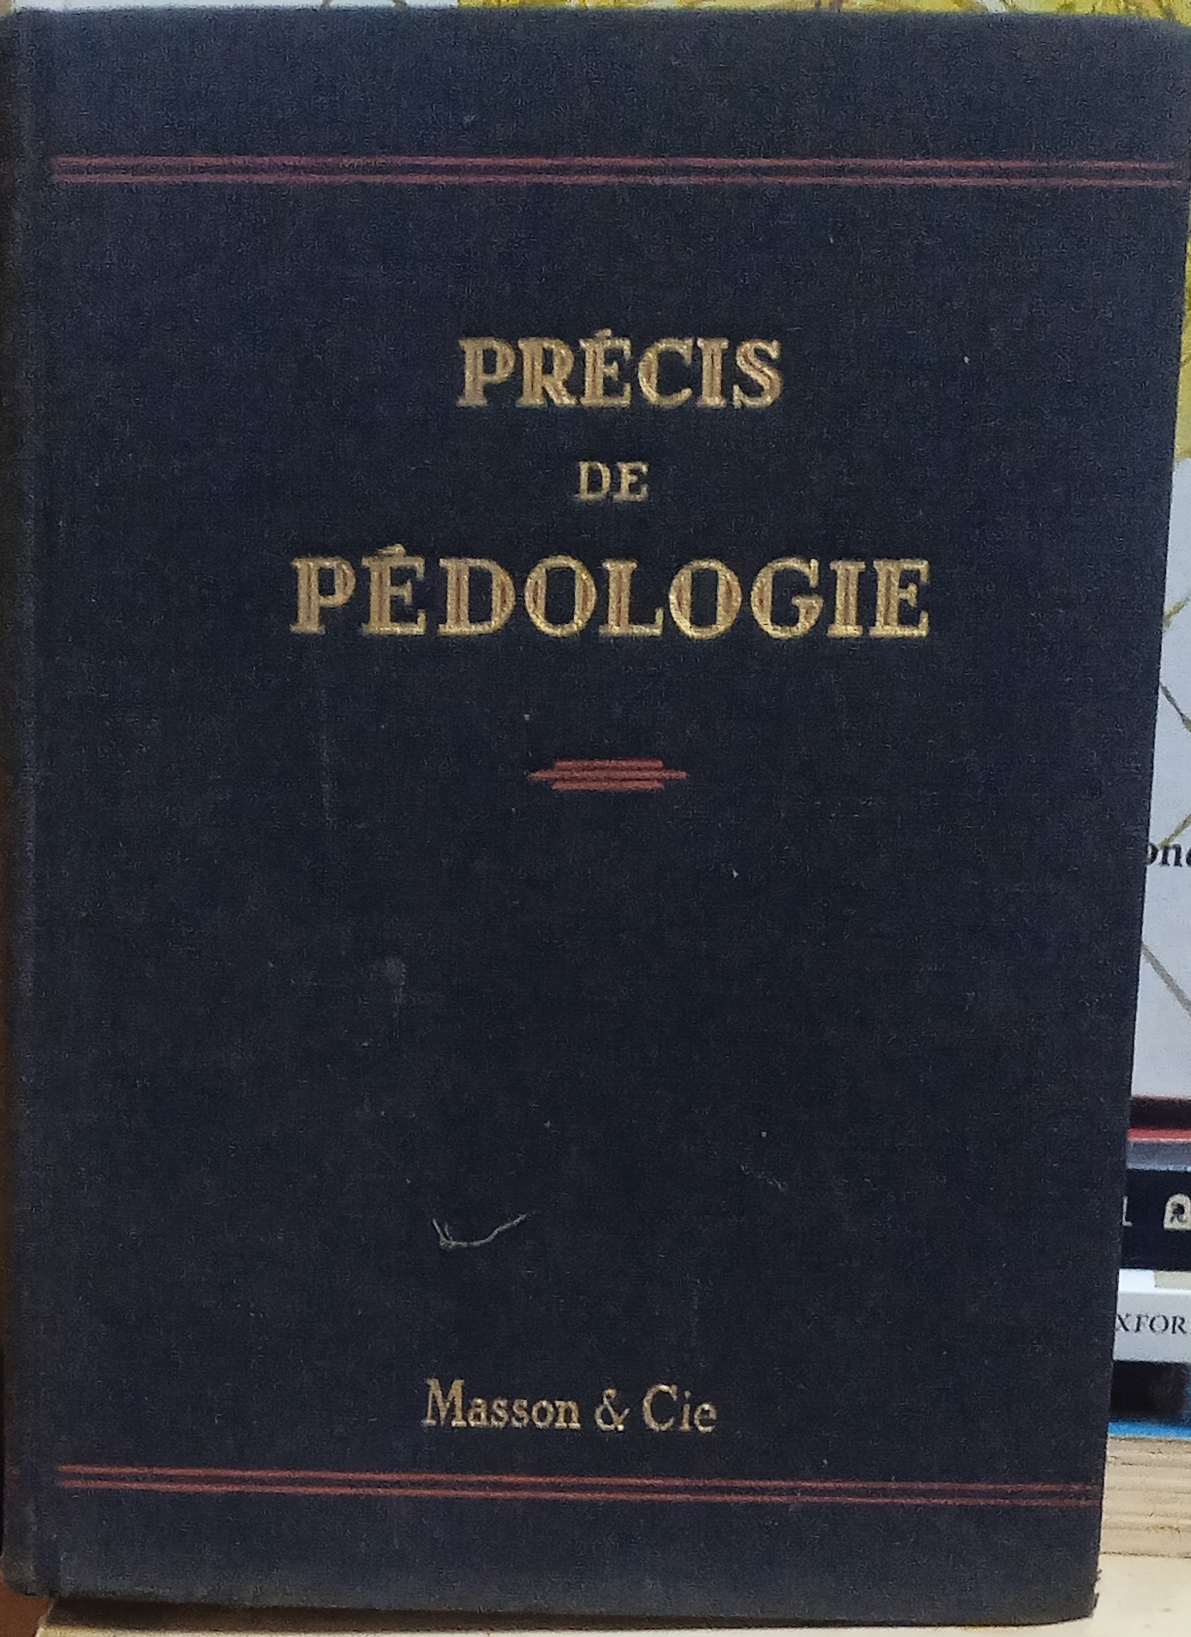 PRÉCIS
DE
PÉDOLOGIE
Masson & Cie